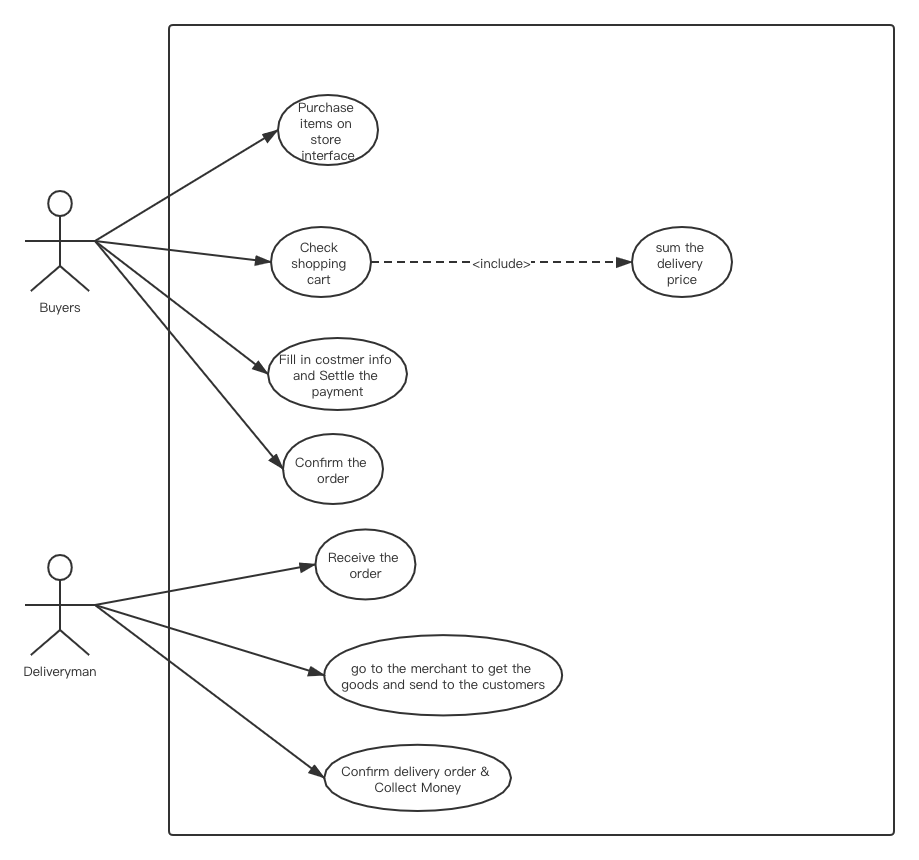 Purchase
items on
store
interface
Buyers
Check
shopping
cart
<include>
sum the
delivery
price
Fill in costmer info
and Settle the
payment
Confirm the
order
Receive the
order
Deliveryman
go to the merchant to get the
goods and send to the customers
Confirm delivery order &
Collect Money